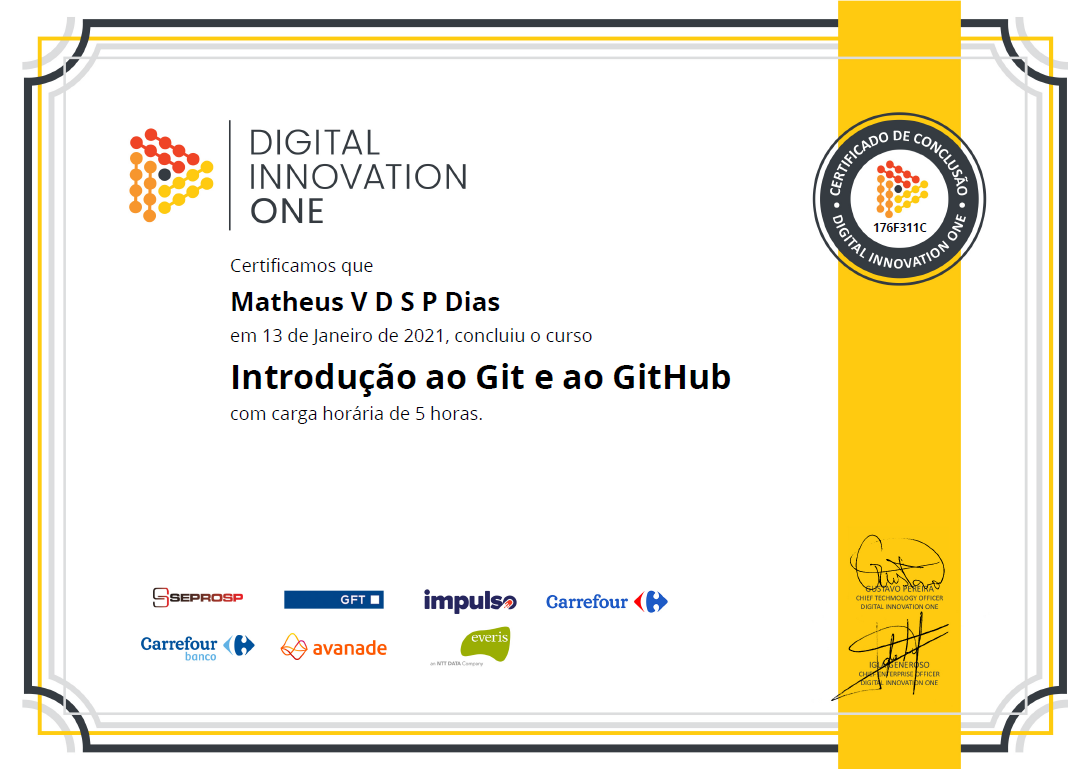 DIGITAL
INNOVATION
ONE
CERTIFICADO DE CONCLUSÃO
176F311C
DIGITAL INNOVATION ONE
Certificamos que
Matheus V D S P Dias
em 13 de Janeiro de 2021, concluiu o curso
Introdução ao Git e ao GitHub
com carga horária de 5 horas.
SEPROSP
GFT
impulso
Carrefour
Carrefour
banco
avanade
everis
an NTT DATA Company
Gustavo
GUSTAVO PEREIRA
CHIEF TECHNOLOGY OFFICER
DIGITAL INNOVATION ONE
IGLÁ GENEROSO
CHIEF ENTERPRISE OFFICER
DIGITAL INNOVATION ONE